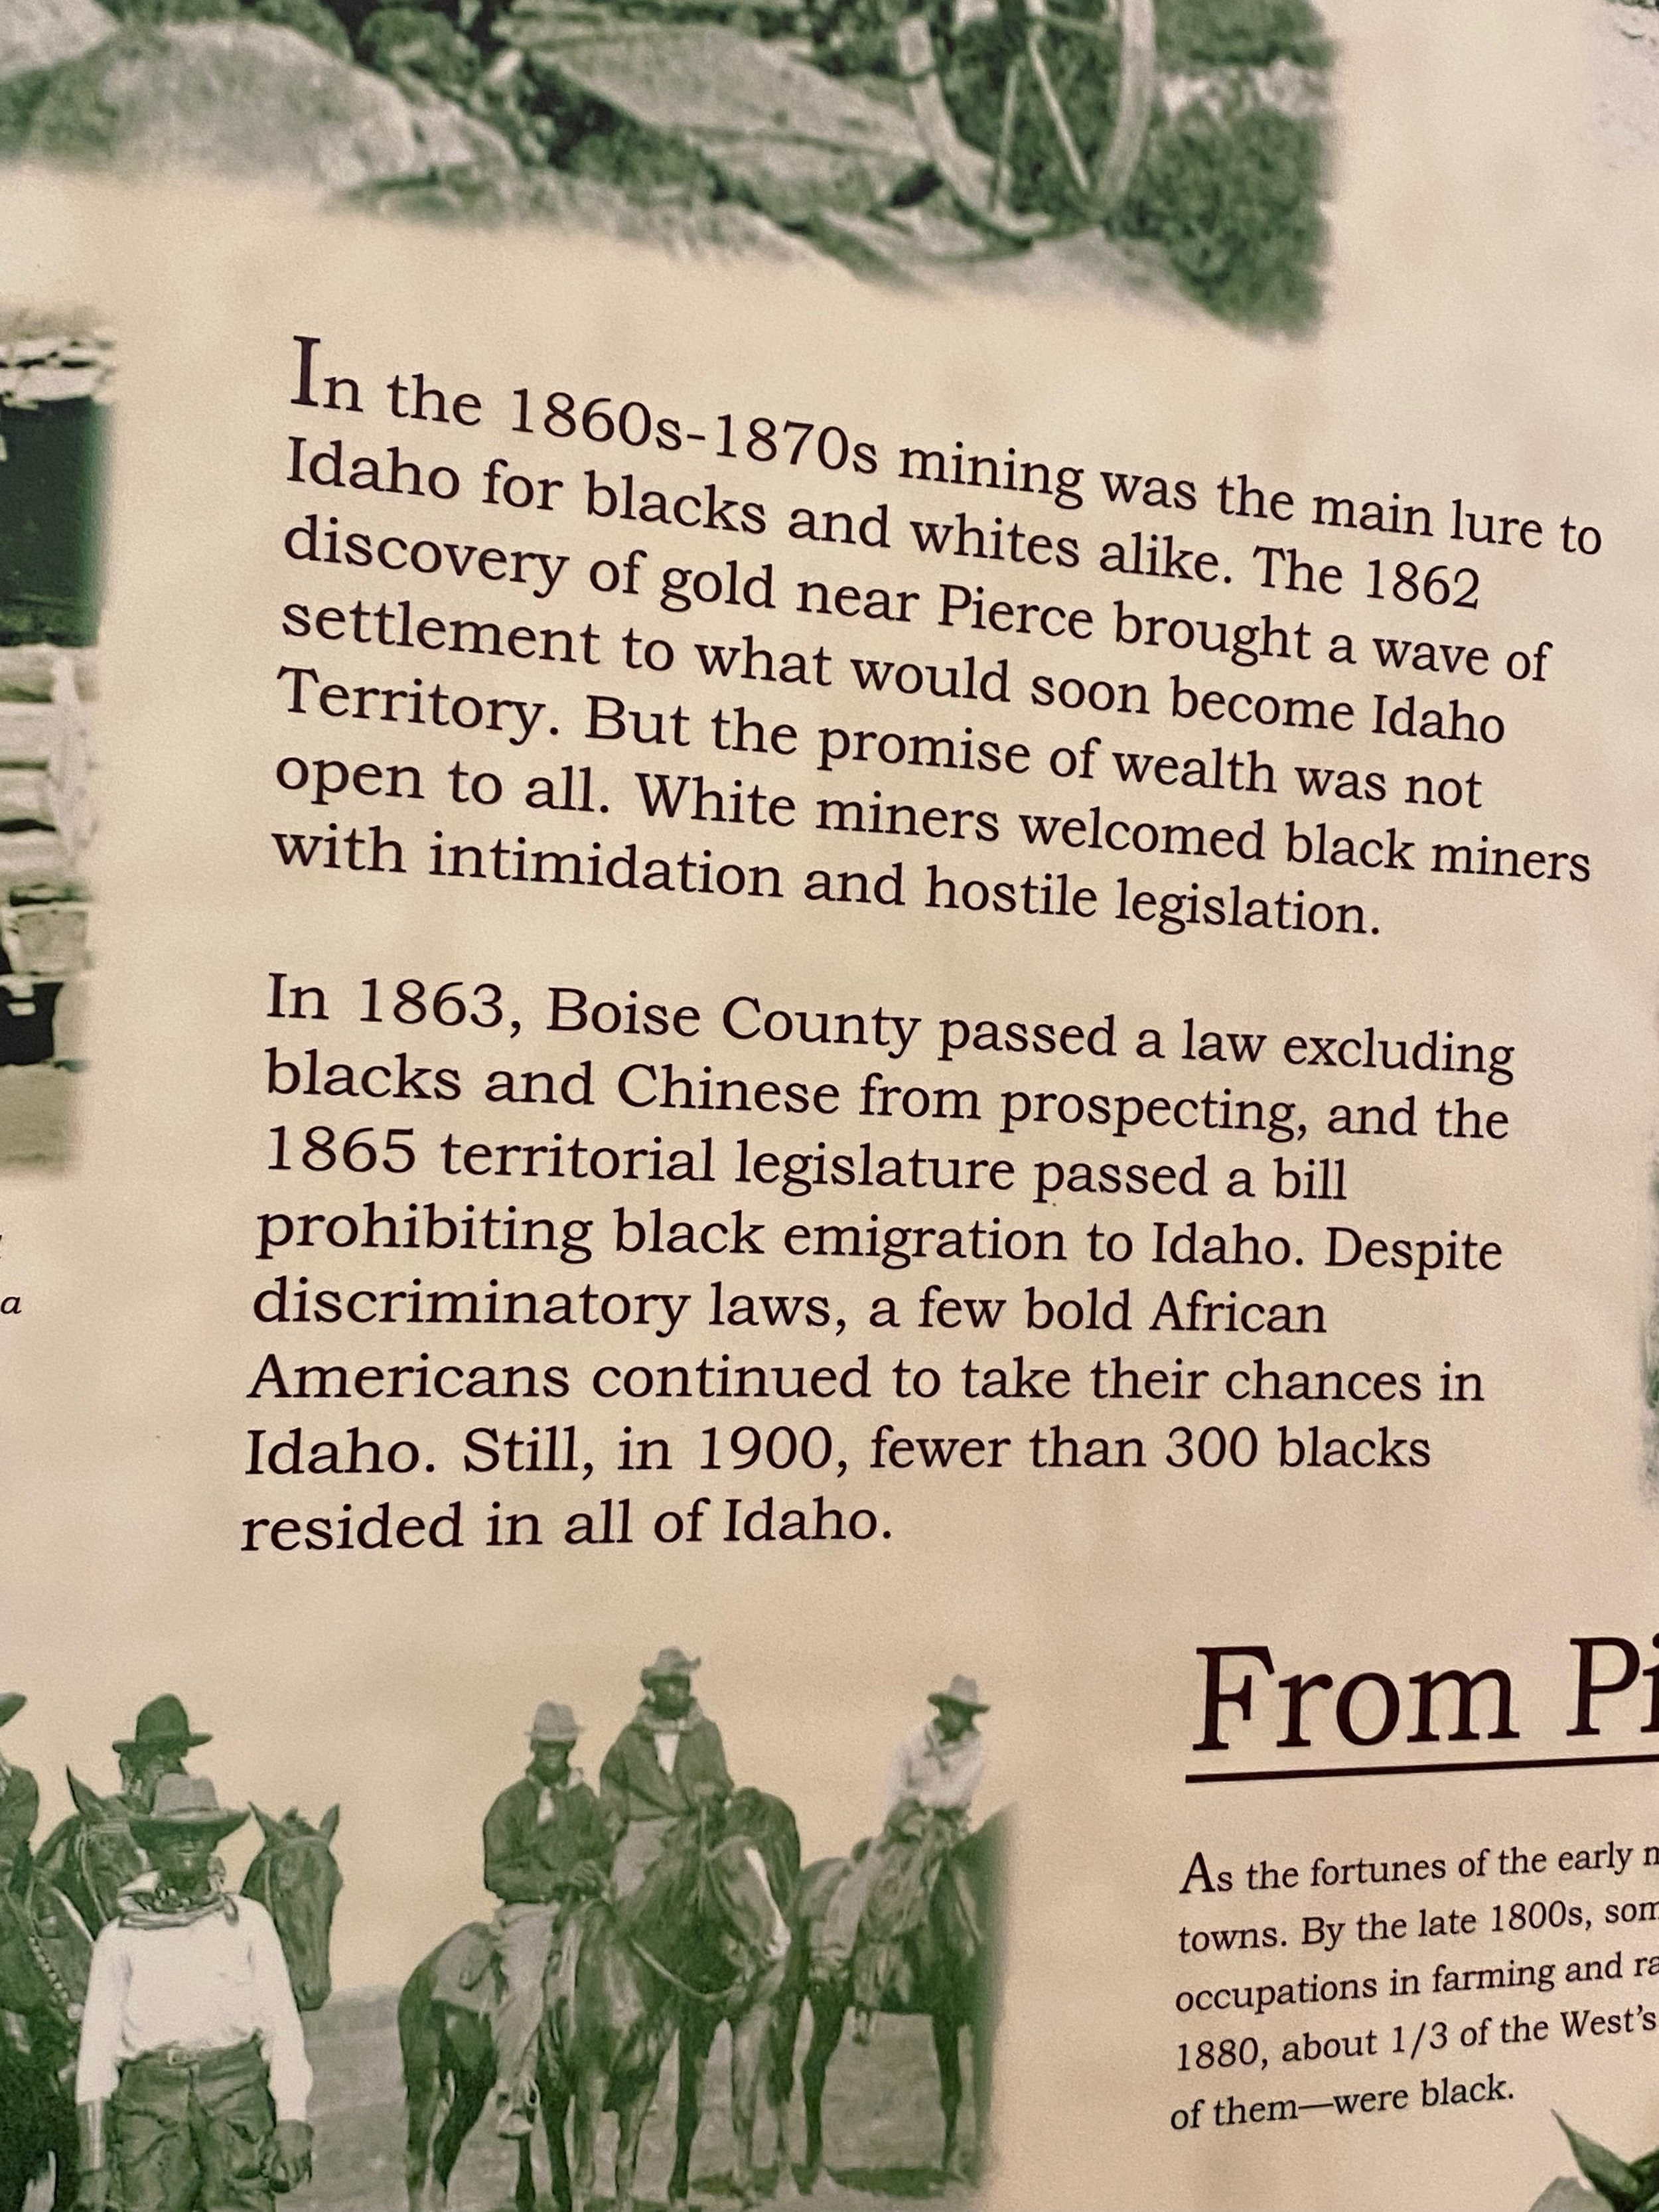 In the 1860s-1870s mining was the main lure to
Idaho for blacks and whites alike. The 1862
discovery of gold near Pierce brought a wave of
settlement to what would soon become Idaho
Territory. But the promise of wealth was not
open to all. White miners welcomed black miners
with intimidation and hostile legislation.
In 1863, Boise County passed a law excluding
blacks and Chinese from prospecting, and the
1865 territorial legislature passed a bill
prohibiting black emigration to Idaho. Despite
discriminatory laws, a few bold African
Americans continued to take their chances in
Idaho. Still, in 1900, fewer than 300 blacks
resided in all of Idaho.
a
From
As the fortunes of the early
towns. By the late 1800s,
occupations in farming and
1880, about 1/3 of the West's
of them—were black.